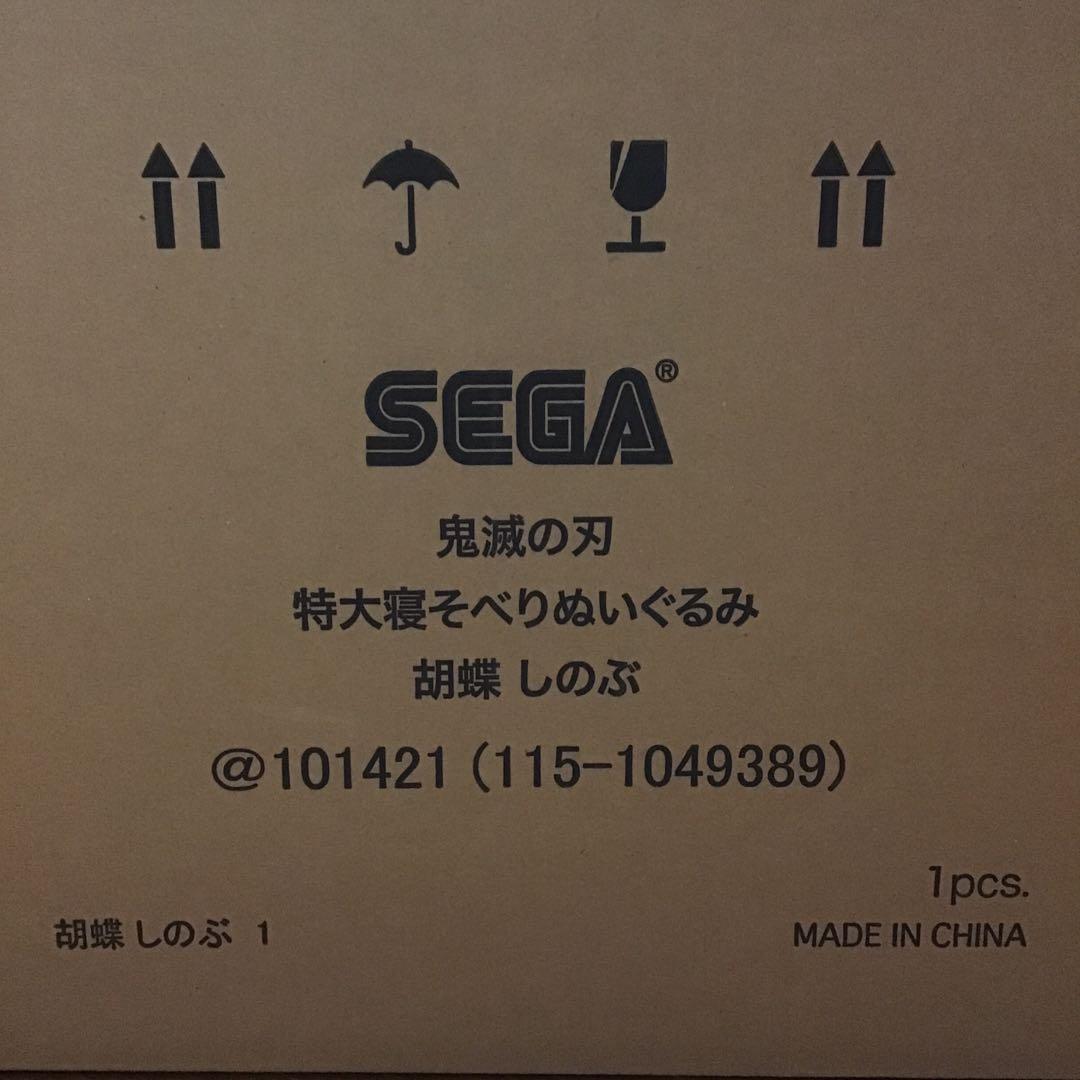 SEGA®
鬼滅の刃
特大寝そべりぬいぐるみ
胡蝶 しのぶ
@101421 (115-1049389)
1pcs.
胡蝶 しのぶ 1
MADE IN CHINA